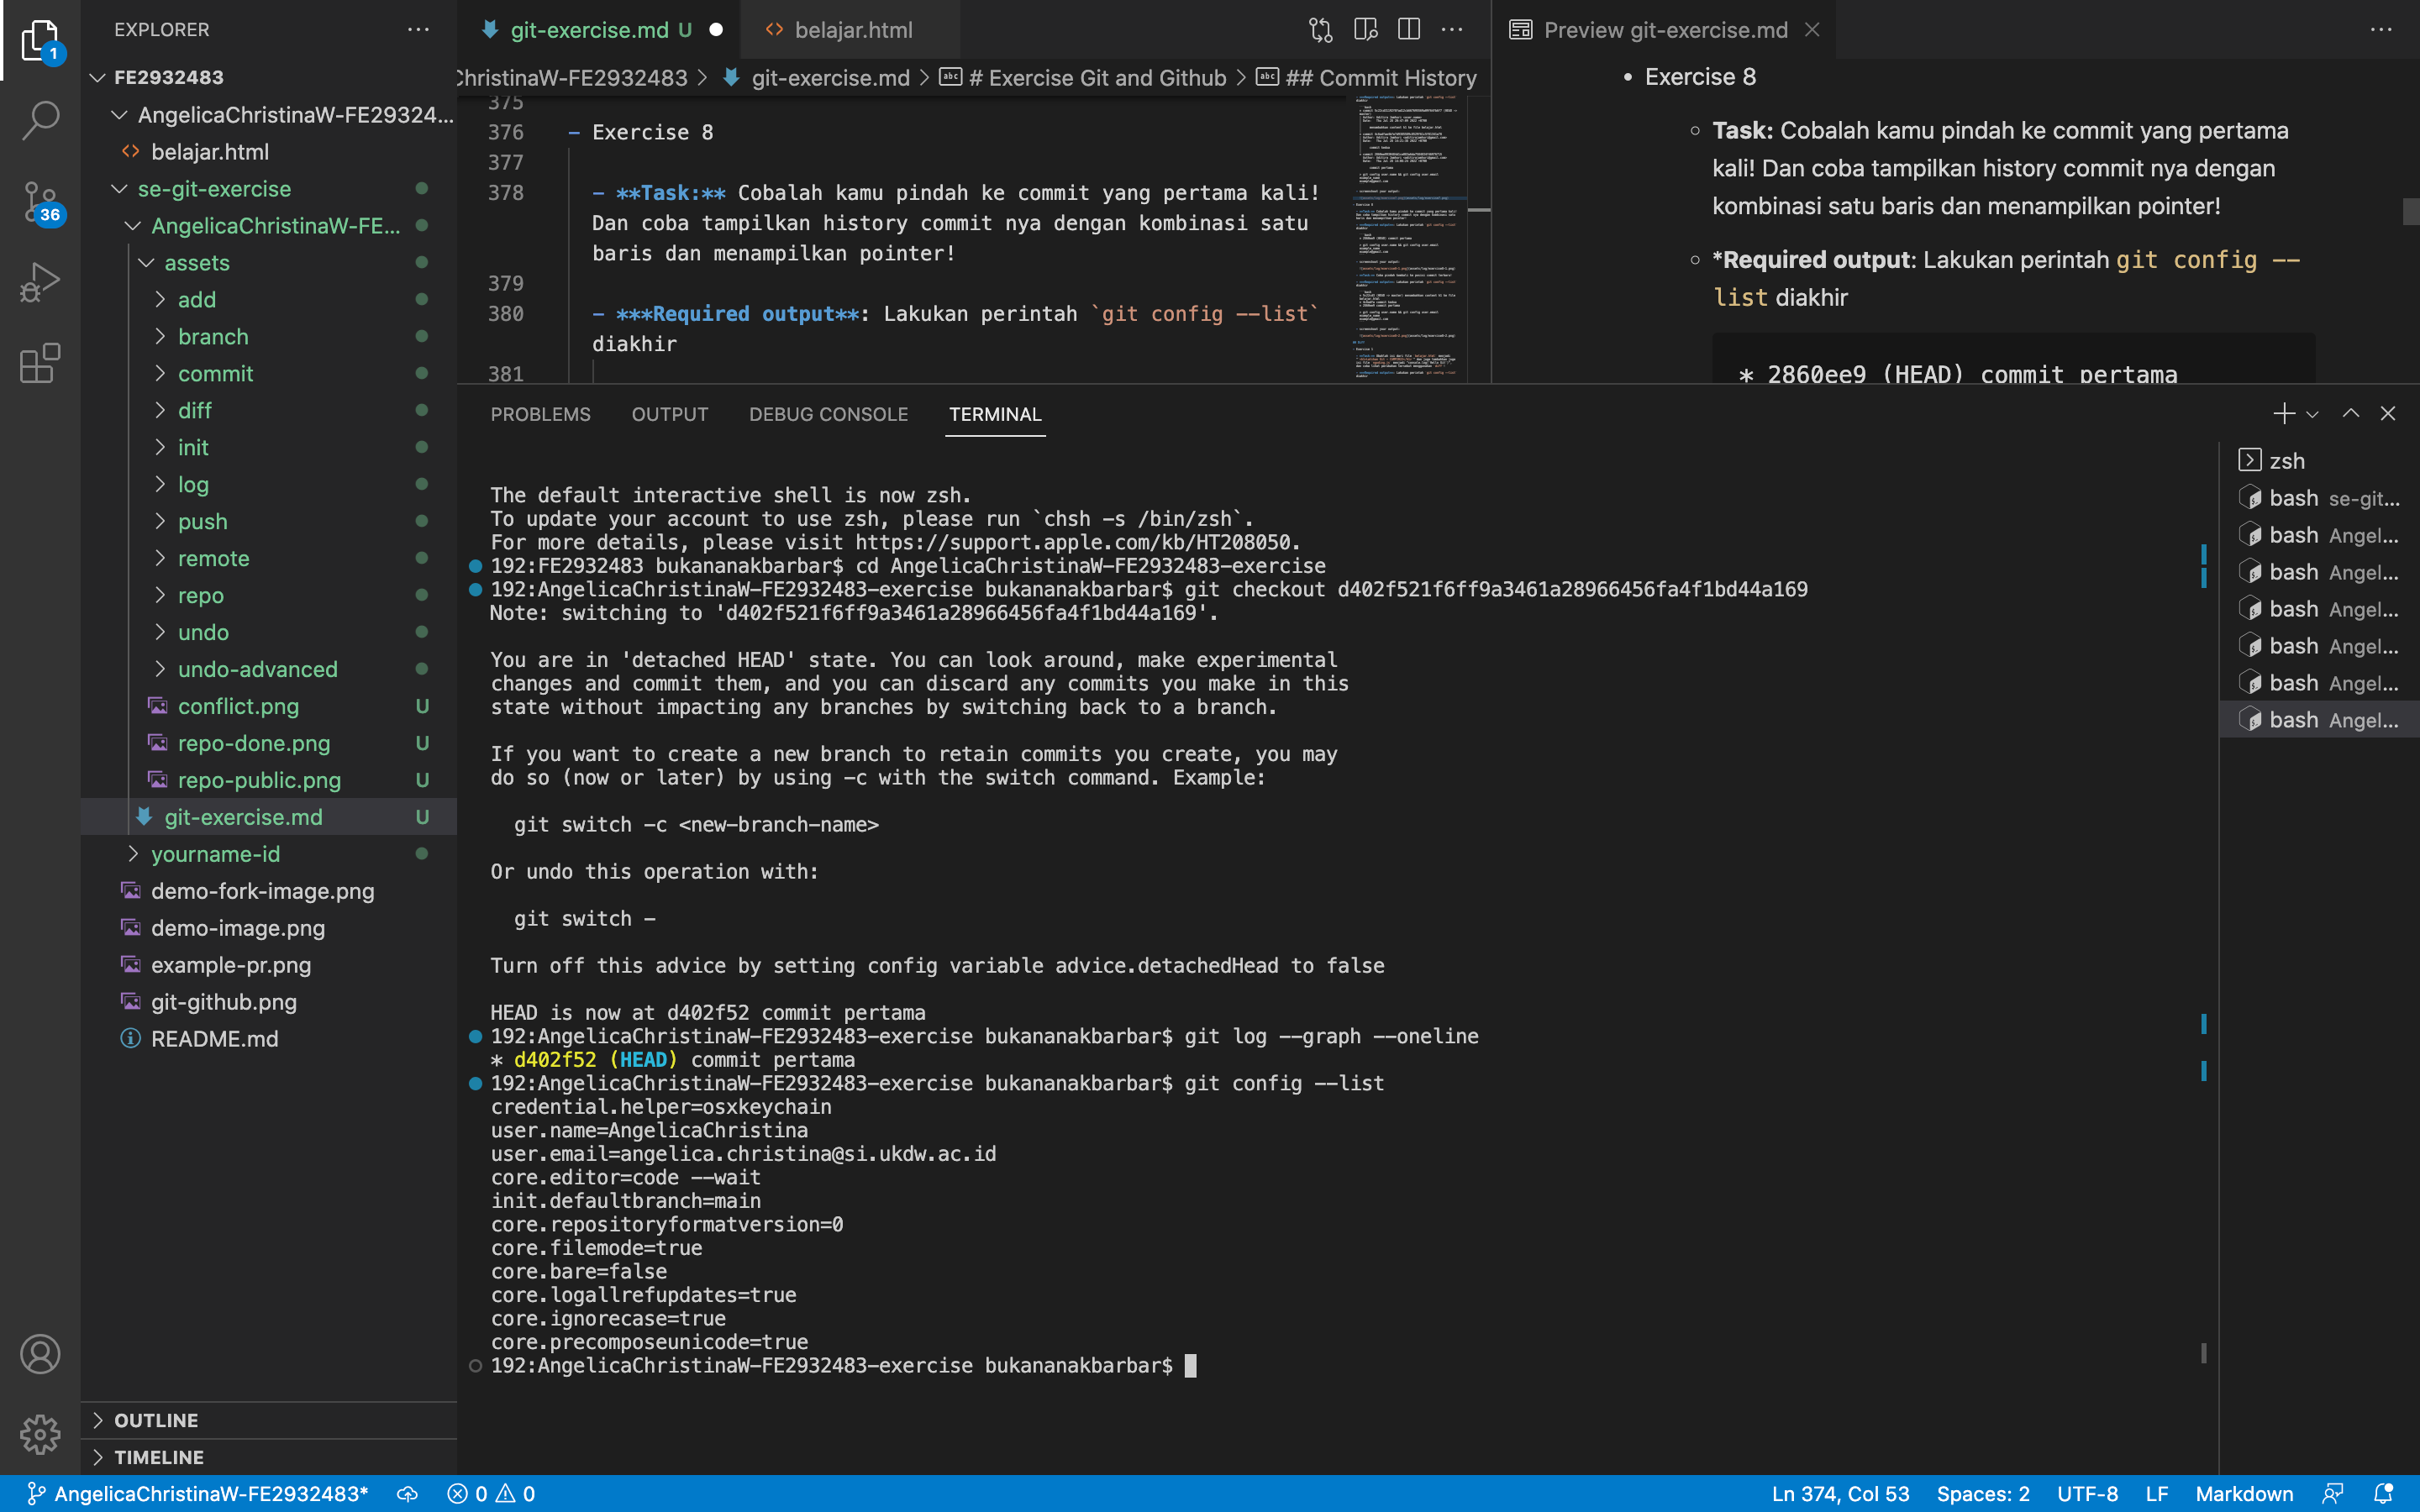 EXPLORER
FE2932483
AngelicaChristinaW-FE29324...
belajar.html
se-git-exercise
AngelicaChristinaW-FE...
assets
add
branch
commit
diff
init
log
push
remote
repo
undo
undo-advanced
conflict.png U
repo-done.png U
repo-public.png U
git-exercise.md U
yourname-id
demo-fork-image.png
demo-image.png
example-pr.png
git-github.png
README.md
OUTLINE
TIMELINE
1
36
git-exercise.md U
belajar.html
ChristinaW-FE2932483 > git-exercise.md > # Exercise Git and Github > ## Commit History
375
376 - Exercise 8
377
378 - **Task:** Cobalah kamu pindah ke commit yang pertama kali!
Dan coba tampilkan history commit nya dengan kombinasi satu
baris dan menampilkan pointer!
379
380 - ***Required output**: Lakukan perintah `git config --list`
diakhir
381
Preview git-exercise.md
• Exercise 8
Task: Cobalah kamu pindah ke commit yang pertama
kali! Dan coba tampilkan history commit nya dengan
kombinasi satu baris dan menampilkan pointer!
*Required output: Lakukan perintah git config --
list diakhir
* 2860ee9 (HEAD) commit pertama
PROBLEMS OUTPUT DEBUG CONSOLE TERMINAL
The default interactive shell is now zsh.
To update your account to use zsh, please run `chsh -s /bin/zsh`.
For more details, please visit https://support.apple.com/kb/HT208050.
192:FE2932483 bukananakbarbar$ cd AngelicaChristinaW-FE2932483-exercise
192:AngelicaChristinaW-FE2932483-exercise bukananakbarbar$ git checkout d402f521f6ff9a3461a28966456fa4f1bd44a169
Note: switching to 'd402f521f6ff9a3461a28966456fa4f1bd44a169'.
You are in 'detached HEAD' state. You can look around, make experimental
changes and commit them, and you can discard any commits you make in this
state without impacting any branches by switching back to a branch.
If you want to create a new branch to retain commits you create, you may
do so (now or later) by using -c with the switch command. Example:
git switch -c <new-branch-name>
Or undo this operation with:
git switch -
Turn off this advice by setting config variable advice.detachedHead to false
HEAD is now at d402f52 commit pertama
192:AngelicaChristinaW-FE2932483-exercise bukananakbarbar$ git log --graph --oneline
* d402f52 (HEAD) commit pertama
192:AngelicaChristinaW-FE2932483-exercise bukananakbarbar$ git config --list
credential.helper=osxkeychain
user.name=AngelicaChristina
user.email=angelica.christina@si.ukdw.ac.id
core.editor=code --wait
init.defaultbranch=main
core.repositoryformatversion=0
core.filemode=true
core.bare=false
core.logallrefupdates=true
core.ignorecase=true
core.precomposeunicode=true
192:AngelicaChristinaW-FE2932483-exercise bukananakbarbar$
zsh
bash se-git...
bash Angel...
bash Angel...
bash Angel...
bash Angel...
bash Angel...
bash Angel...
AngelicaChristinaW-FE2932483* 0 0
Ln 374, Col 53 Spaces: 2 UTF-8 LF Markdown